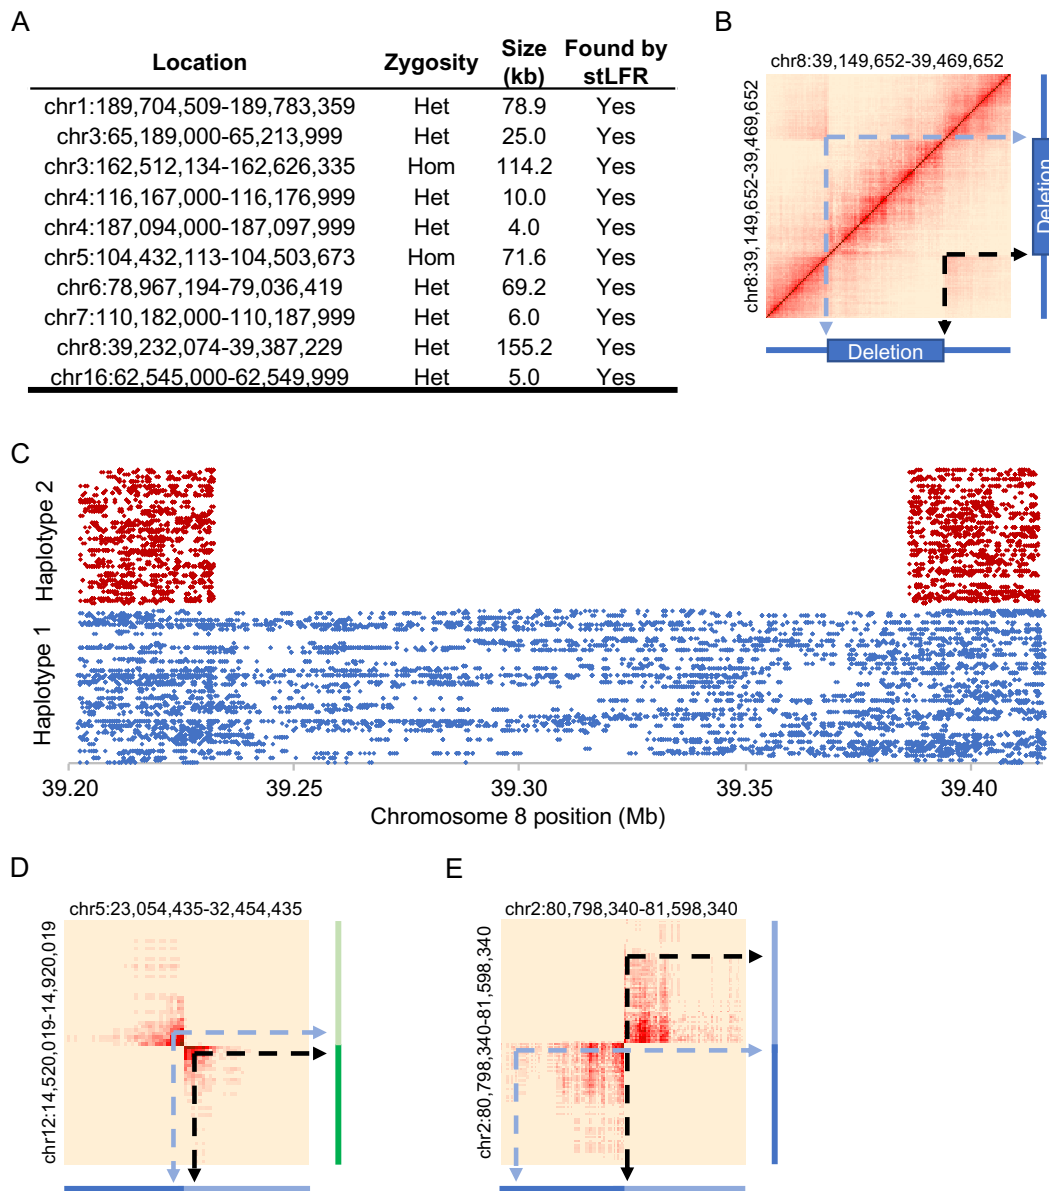 A
Location Zygosity Size (kb) Found by stLFR
chr1:189,704,509-189,783,359 Het 78.9 Yes
chr3:65,189,000-65,213,999 Het 25.0 Yes
chr3:162,512,134-162,626,335 Hom 114.2 Yes
chr4:116,167,000-116,176,999 Het 10.0 Yes
chr4:187,094,000-187,097,999 Het 4.0 Yes
chr5:104,432,113-104,503,673 Hom 71.6 Yes
chr6:78,967,194-79,036,419 Het 69.2 Yes
chr7:110,182,000-110,187,999 Het 6.0 Yes
chr8:39,232,074-39,387,229 Het 155.2 Yes
chr16:62,545,000-62,549,999 Het 5.0 Yes
B
chr8:39,149,652-39,469,652
chr8:39,149,652-39,469,652
Deletion
Deletion
C
Haplotype 2
Haplotype 1
39.20 39.25 39.30 39.35 39.40
Chromosome 8 position (Mb)
D
chr5:23,054,435-32,454,435
chr12:14,520,019-14,920,019
E
chr2:80,798,340-81,598,340
chr2:80,798,340-81,598,340